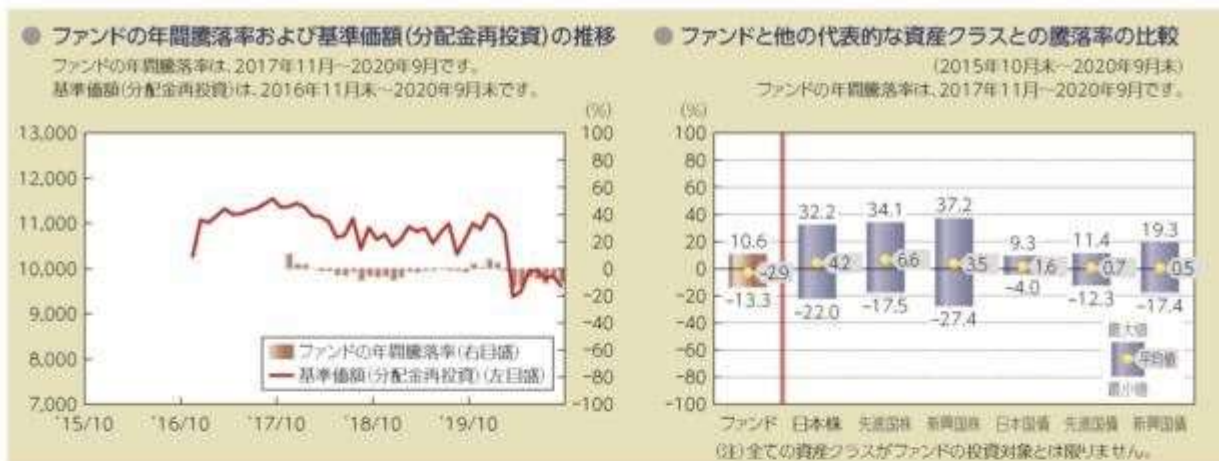 ● ファンドの年間騰落率および基準価額(分配金再投資)の推移
ファンドの年間騰落率は、2017年11月～2020年9月です。
基準価額(分配金再投資)は、2016年11月末～2020年9月末です。
(%)
13,000
12,000
11,000
10,000
9,000
8,000
7,000
100
80
60
40
20
0
-20
-40
-60
-80
-100
ファンドの年間騰落率(右目盛)
基準価額(分配金再投資)(左目盛)
'15/10 '16/10 '17/10 '18/10 '19/10
● ファンドと他の代表的な資産クラスとの騰落率の比較
(2015年10月末～2020年9月末)
ファンドの年間騰落率は、2017年11月～2020年9月です。
(%)
100
80
60
40
20
0
-20
-40
-60
-80
-100
10.6 32.2 34.1 37.2 9.3 11.4 19.3
-2.9 4.2 6.6 3.5 1.6 0.7 0.5
-13.3 -22.0 -17.5 -27.4 -4.0 -12.3 -17.4
最大値
平均値
最小値
ファンド 日本株 先進国株 新興国株 日本国債 先進国債 新興国債
(注)全ての資産クラスがファンドの投資対象とは限りません。